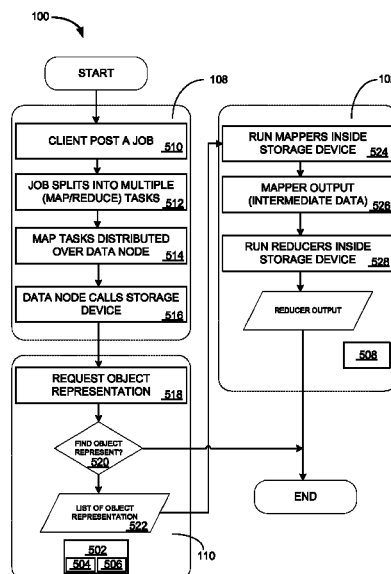 100
START
108
CLIENT POST A JOB
510
JOB SPLITS INTO MULTIPLE
(MAP/REDUCE) TASKS
512
MAP TASKS DISTRIBUTED
OVER DATA NODE
514
DATA NODE CALLS STORAGE
DEVICE
516
REQUEST OBJECT
REPRESENTATION
518
FIND OBJECT
REPRESENT?
520
LIST OF OBJECT
REPRESENTATION
522
502
504
506
110
RUN MAPPERS INSIDE
STORAGE DEVICE
524
MAPPER OUTPUT
(INTERMEDIATE DATA)
526
RUN REDUCERS INSIDE
STORAGE DEVICE
528
REDUCER OUTPUT
508
END